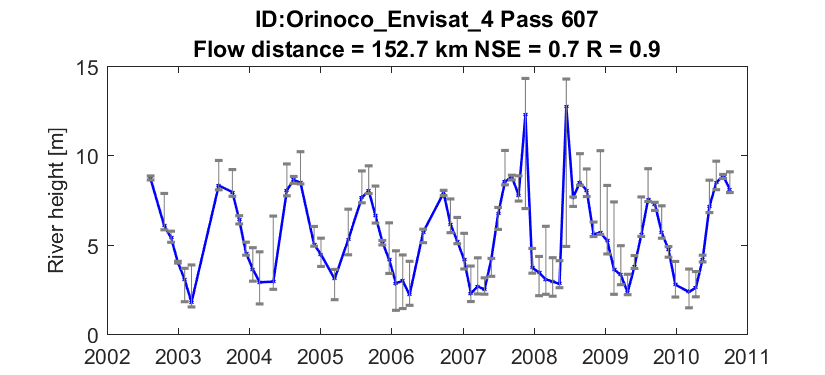 ID:Orinoco_Envisat_4 Pass 607
Flow distance = 152.7 km NSE = 0.7 R = 0.9
15
10
5
0
River height [m]
2002 2003 2004 2005 2006 2007 2008 2009 2010 2011